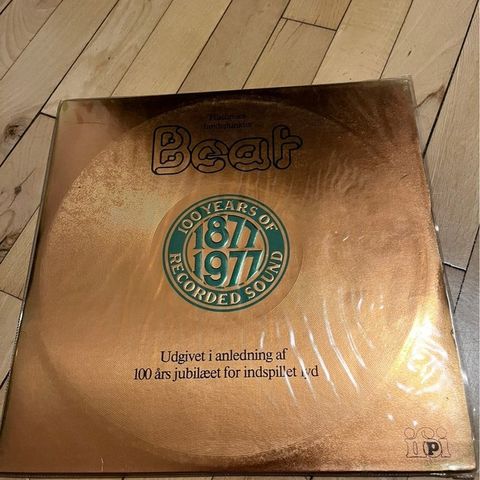 Beat
100 YEARS OF
1877
1977
RECORDED SOUND
Udgivet i anledning af
100 års jubilæet for indspillet lyd
ifpi